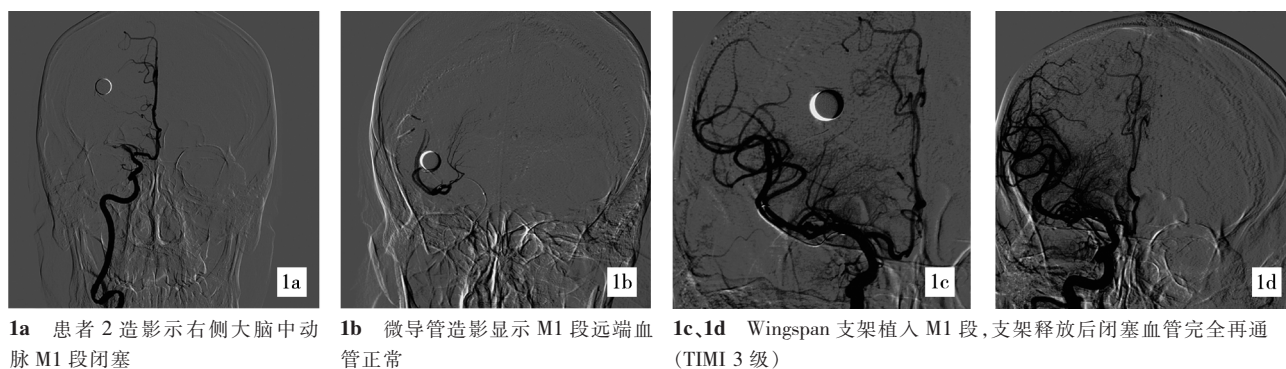 1a
1b
1c
1d
1a 患者 2 造影示右侧大脑中动
脉 M1 段闭塞
1b 微导管造影显示 M1 段远端血
管正常
1c、1d Wingspan 支架植入 M1 段,支架释放后闭塞血管完全再通
(TIMI 3 级)